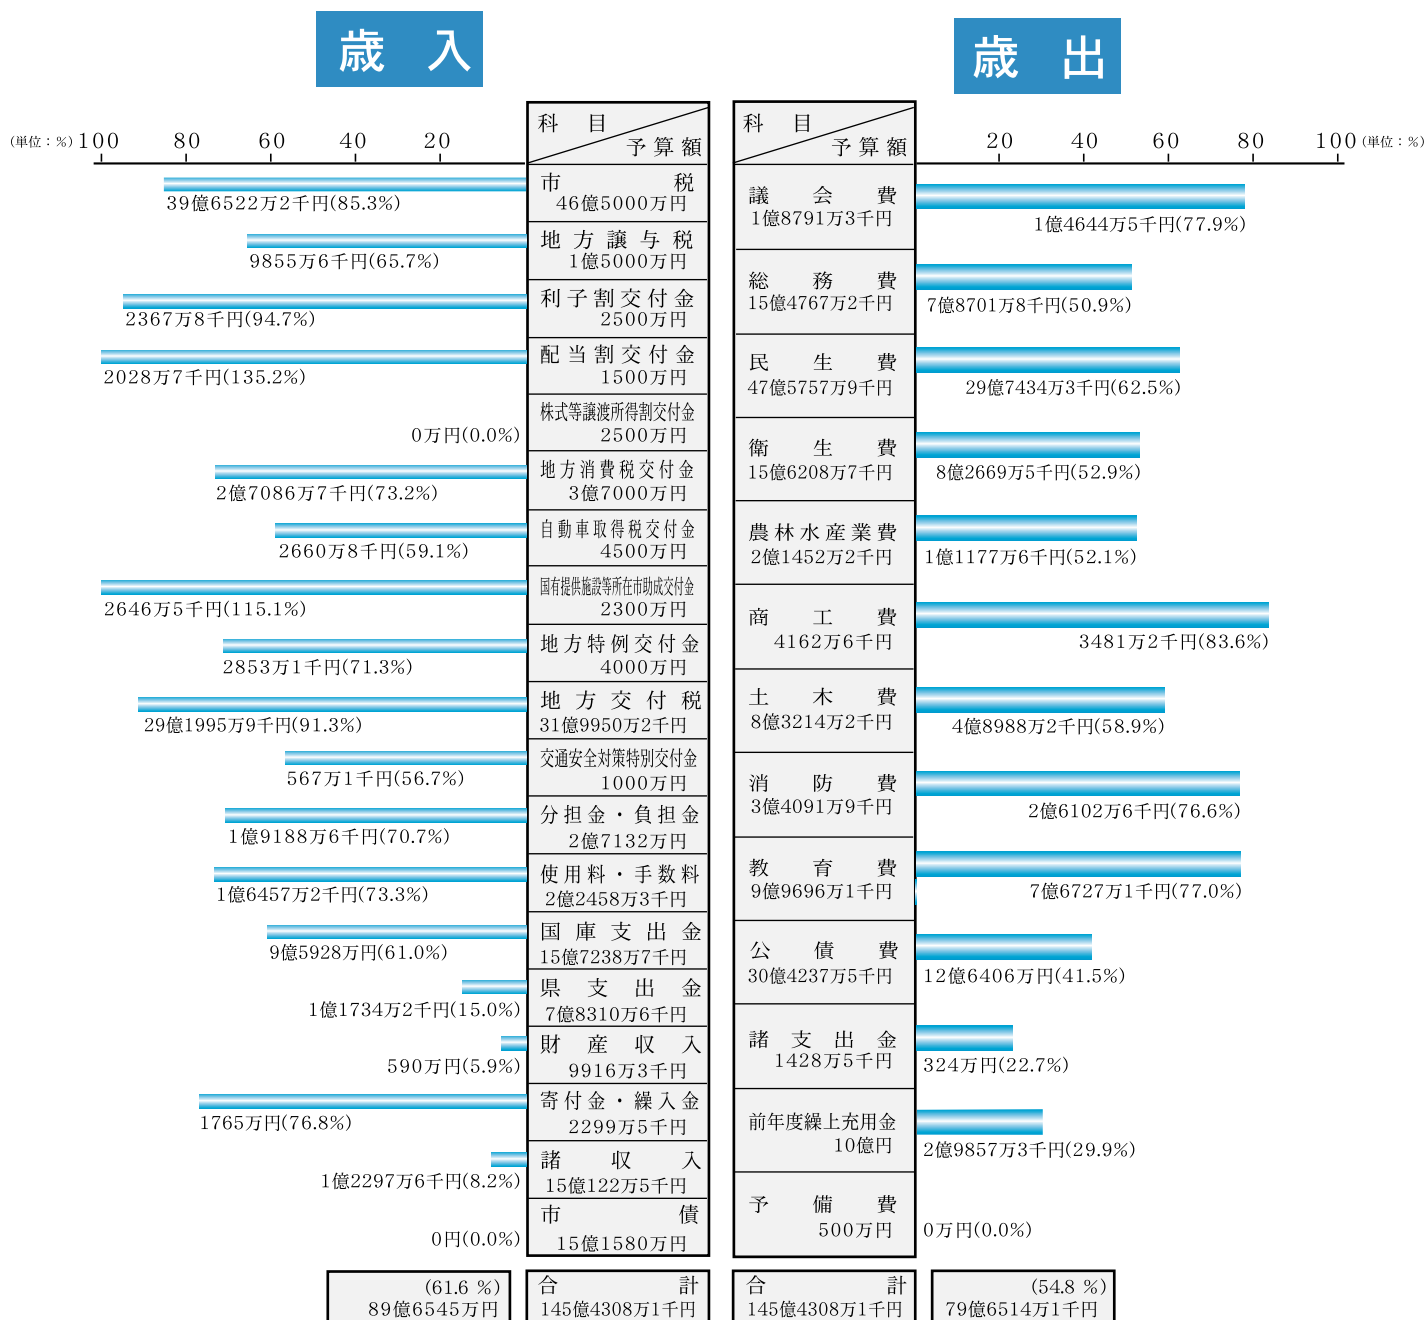 歳 入
(単位：%) 100 80 60 40 20
科 目
予算額
39億6522万2千円(85.3%)
市 税
46億5000万円
9855万6千円(65.7%)
地方譲与税
1億5000万円
2367万8千円(94.7%)
利子割交付金
2500万円
2028万7千円(135.2%)
配当割交付金
1500万円
0万円(0.0%)
株式等譲渡所得割交付金
2500万円
2億7086万7千円(73.2%)
地方消費税交付金
3億7000万円
2660万8千円(59.1%)
自動車取得税交付金
4500万円
2646万5千円(115.1%)
国有提供施設等所在市助成交付金
2300万円
2853万1千円(71.3%)
地方特例交付金
4000万円
29億1995万9千円(91.3%)
地方交付税
31億9950万2千円
567万1千円(56.7%)
交通安全対策特別交付金
1000万円
1億9188万6千円(70.7%)
分担金・負担金
2億7132万円
1億6457万2千円(73.3%)
使用料・手数料
2億2458万3千円
9億5928万円(61.0%)
国庫支出金
15億7238万7千円
1億1734万2千円(15.0%)
県支出金
7億8310万6千円
590万円(5.9%)
財産収入
9916万3千円
1765万円(76.8%)
寄付金・繰入金
2299万5千円
1億2297万6千円(8.2%)
諸収入
15億122万5千円
0円(0.0%)
市 債
15億1580万円
(61.6 %)
89億6545万円
合 計
145億4308万1千円
歳 出
科 目
予算額
20 40 60 80 100 (単位：%)
議会費
1億8791万3千円
1億4644万5千円(77.9%)
総務費
15億4767万2千円
7億8701万8千円(50.9%)
民生費
47億5757万9千円
29億7434万3千円(62.5%)
衛生費
15億6208万7千円
8億2669万5千円(52.9%)
農林水産業費
2億1452万2千円
1億1177万6千円(52.1%)
商工費
4162万6千円
3481万2千円(83.6%)
土木費
8億3214万2千円
4億8988万2千円(58.9%)
消防費
3億4091万9千円
2億6102万6千円(76.6%)
教育費
9億9696万1千円
7億6727万1千円(77.0%)
公債費
30億4237万5千円
12億6406万円(41.5%)
諸支出金
1428万5千円
324万円(22.7%)
前年度繰上充用金
10億円
2億9857万3千円(29.9%)
予備費
500万円
0万円(0.0%)
合 計
145億4308万1千円
(54.8 %)
79億6514万1千円